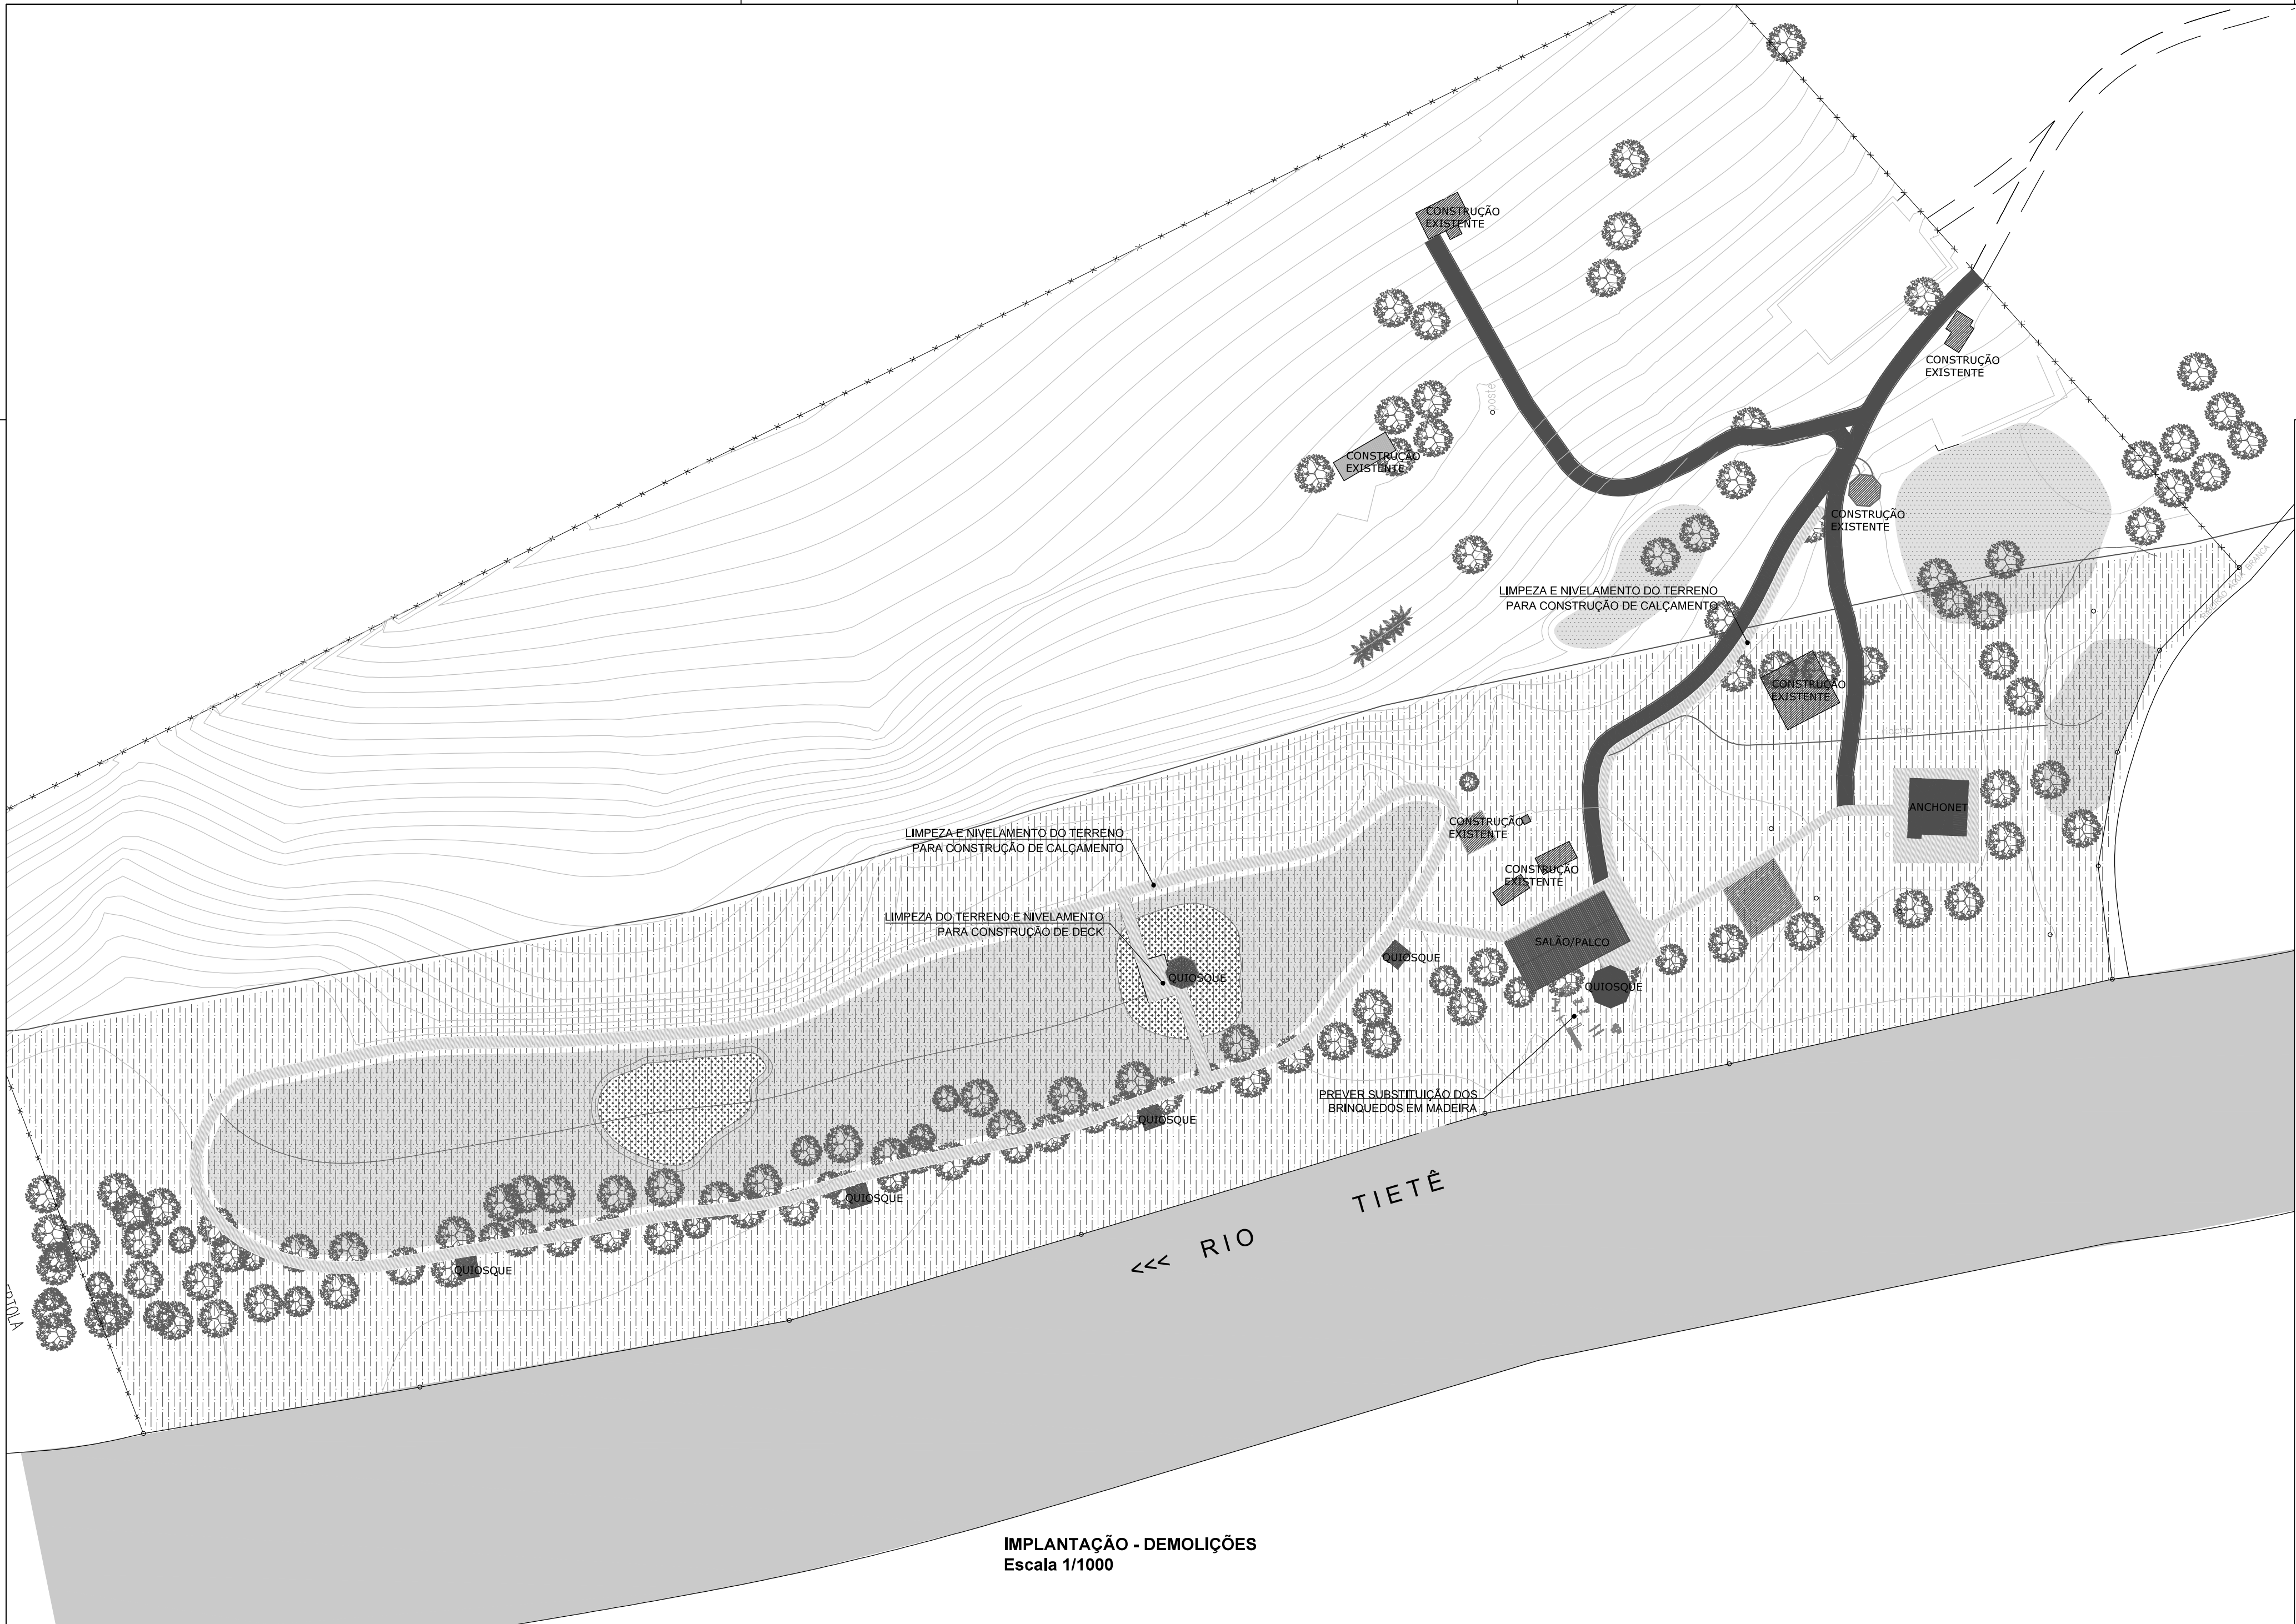 CONSTRUÇÃO
EXISTENTE
CONSTRUÇÃO
EXISTENTE
poste
CONSTRUÇÃO
EXISTENTE
CONSTRUÇÃO
EXISTENTE
LIMPEZA E NIVELAMENTO DO TERRENO
PARA CONSTRUÇÃO DE CALÇAMENTO
CONSTRUÇÃO
EXISTENTE
ANCHONET
CONSTRUÇÃO
EXISTENTE
LIMPEZA E NIVELAMENTO DO TERRENO
PARA CONSTRUÇÃO DE CALÇAMENTO
CONSTRUÇÃO
EXISTENTE
LIMPEZA DO TERRENO E NIVELAMENTO
PARA CONSTRUÇÃO DE DECK
SALÃO/PALCO
QUIOSQUE
QUIOSQUE
QUIOSQUE
PREVER SUBSTITUIÇÃO DOS
BRINQUEDOS EM MADEIRA
QUIOSQUE
QUIOSQUE
QUIOSQUE
<<< RIO TIETÊ
IMPLANTAÇÃO - DEMOLIÇÕES
Escala 1/1000